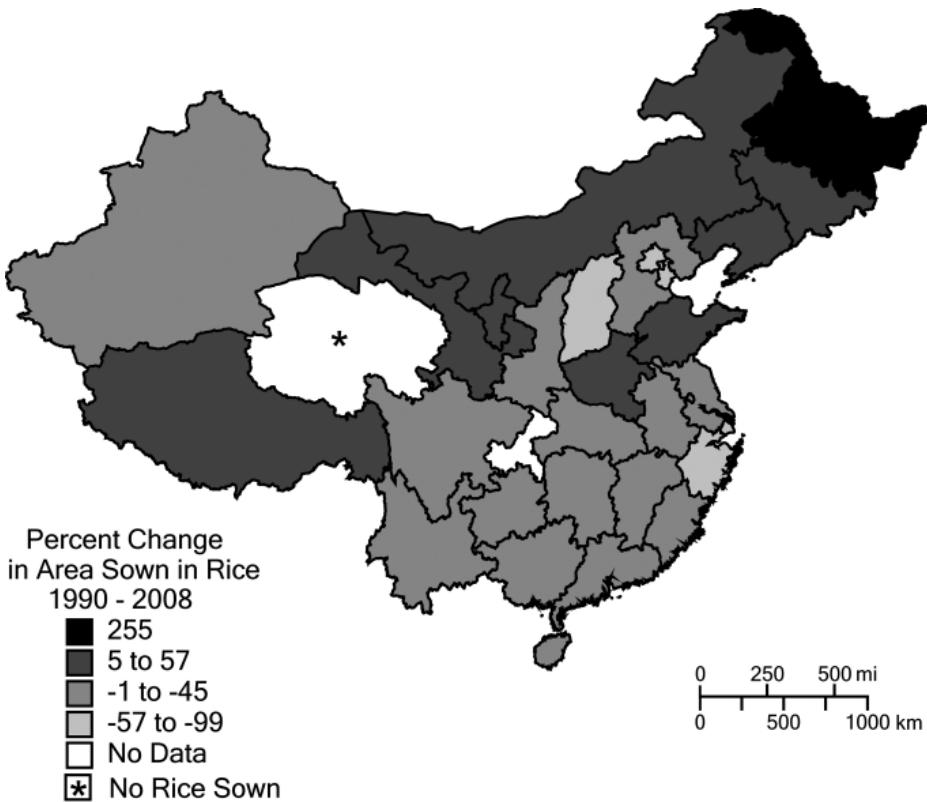 *
Percent Change
in Area Sown in Rice
1990 - 2008
255
5 to 57
-1 to -45
-57 to -99
No Data
* No Rice Sown
0 250 500 mi
0 500 1000 km